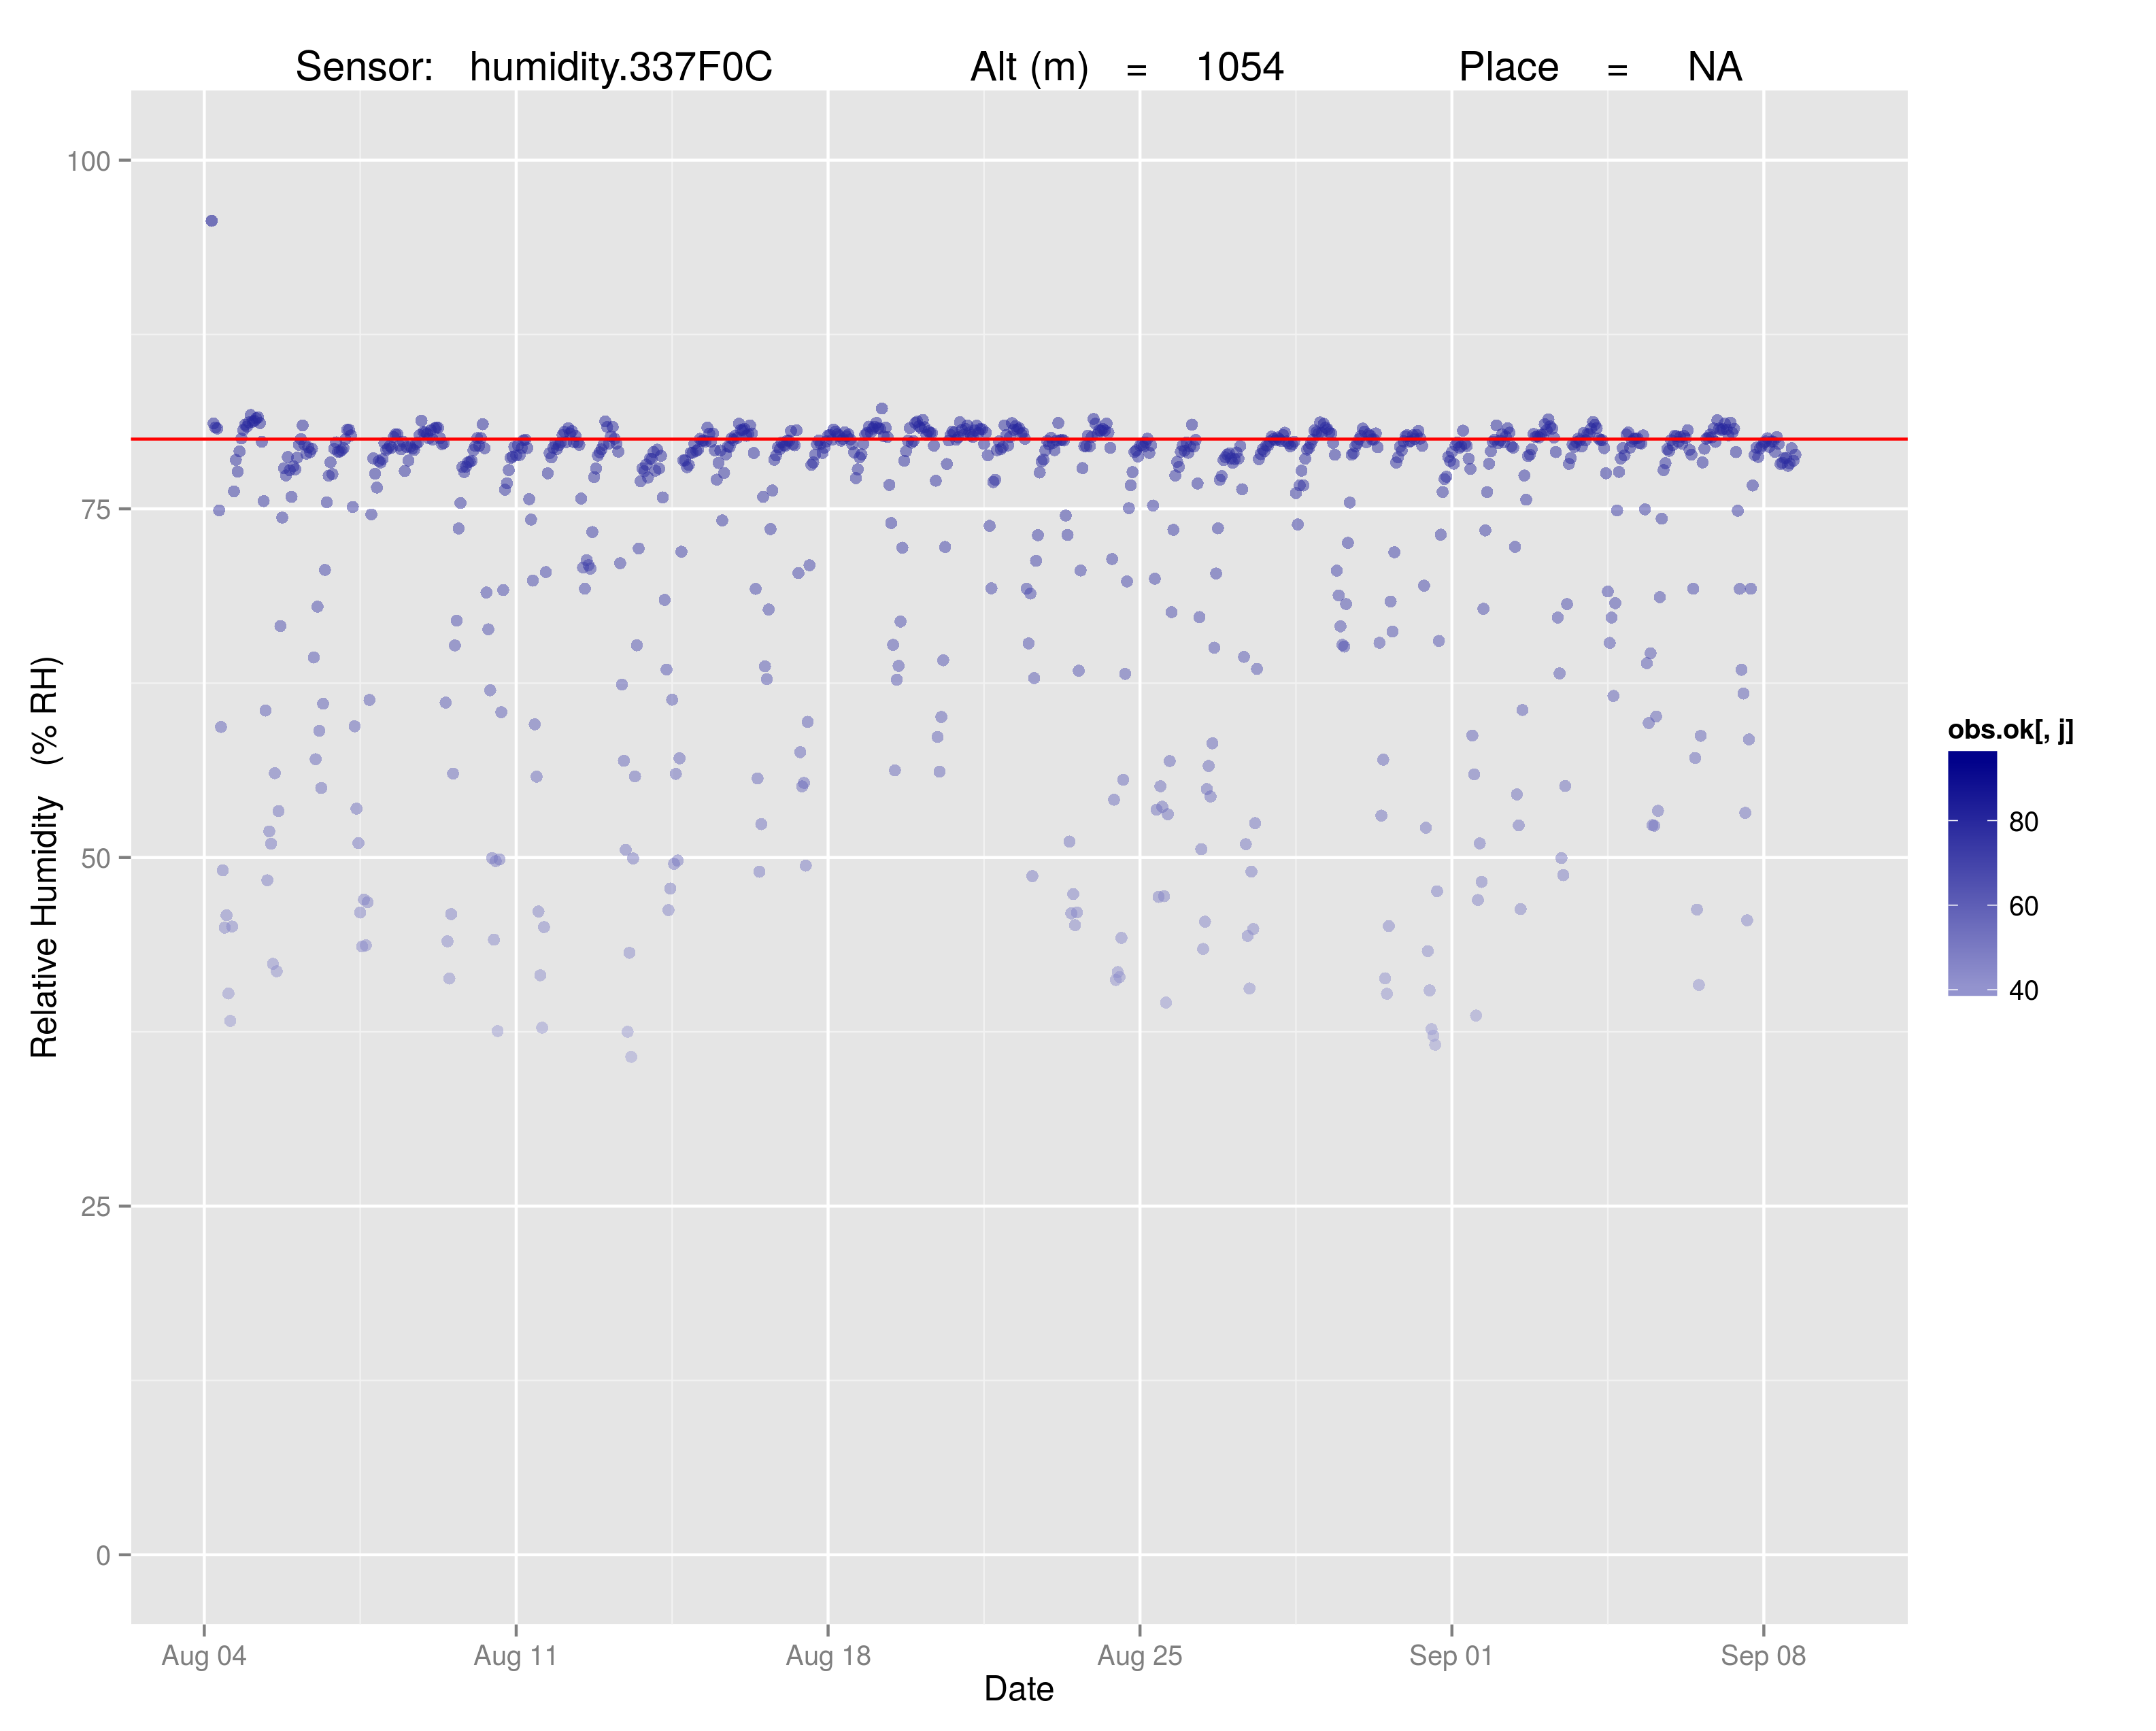 Sensor: humidity.337F0C Alt (m) = 1054 Place = NA
100
75
50
25
0
Relative Humidity (% RH)
Aug 04 Aug 11 Aug 18 Aug 25 Sep 01 Sep 08
Date
obs.ok[, j]
80
60
40